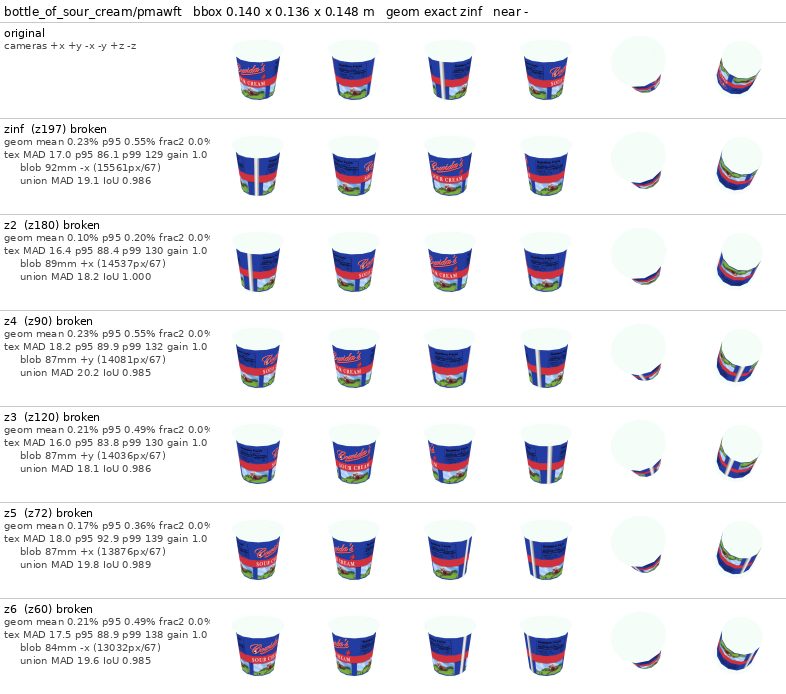 bottle_of_sour_cream/pmawft bbox 0.140 x 0.136 x 0.148 m geom exact zinf near -
original
cameras +x +y -x -y +z -z
zinf (z197) broken
geom mean 0.23% p95 0.55% frac2 0.0%
tex MAD 17.0 p95 86.1 p99 129 gain 1.0
blob 92mm -x (15561px/67)
union MAD 19.1 IoU 0.986
z2 (z180) broken
geom mean 0.10% p95 0.20% frac2 0.0%
tex MAD 16.4 p95 88.4 p99 130 gain 1.0
blob 89mm +x (14537px/67)
union MAD 18.2 IoU 1.000
z4 (z90) broken
geom mean 0.23% p95 0.55% frac2 0.0%
tex MAD 18.2 p95 89.9 p99 132 gain 1.0
blob 87mm +y (14081px/67)
union MAD 20.2 IoU 0.985
z3 (z120) broken
geom mean 0.21% p95 0.49% frac2 0.0%
tex MAD 16.0 p95 83.8 p99 130 gain 1.0
blob 87mm +y (14036px/67)
union MAD 18.1 IoU 0.986
SOUR CREAM
z5 (z72) broken
geom mean 0.17% p95 0.36% frac2 0.0%
tex MAD 18.0 p95 92.9 p99 139 gain 1.0
blob 87mm +x (13876px/67)
union MAD 19.8 IoU 0.989
z6 (z60) broken
geom mean 0.21% p95 0.49% frac2 0.0%
tex MAD 17.5 p95 88.9 p99 138 gain 1.0
blob 84mm -x (13032px/67)
union MAD 19.6 IoU 0.985